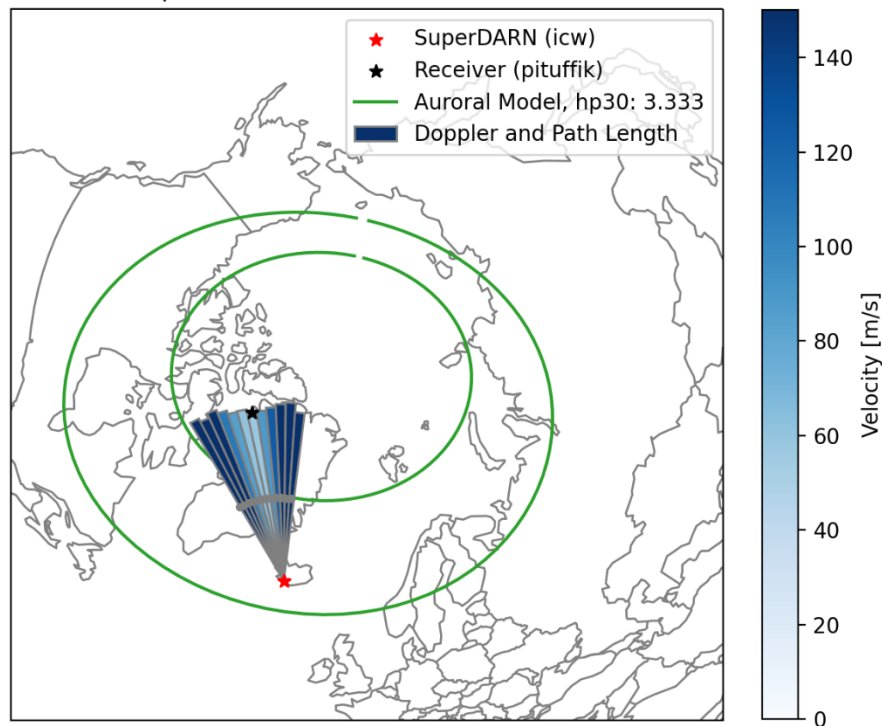 SuperDARN (icw)
Receiver (pituffik)
Auroral Model, hp30: 3.333
Doppler and Path Length
140
120
100
80
60
40
20
0
Velocity [m/s]